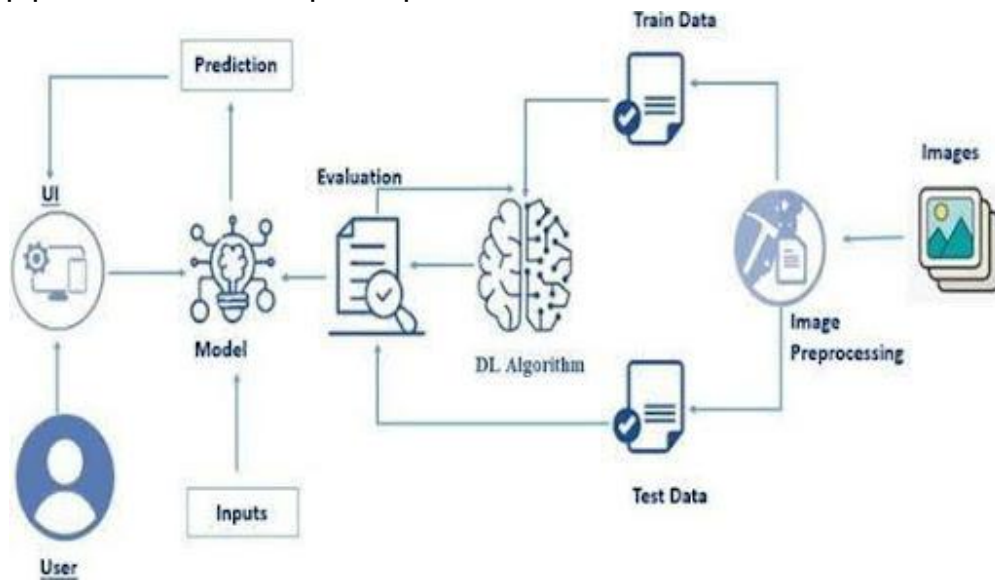 Train Data
Prediction
Images
Evaluation
UI
Image
Preprocessing
Model
DL Algorithm
Test Data
Inputs
User